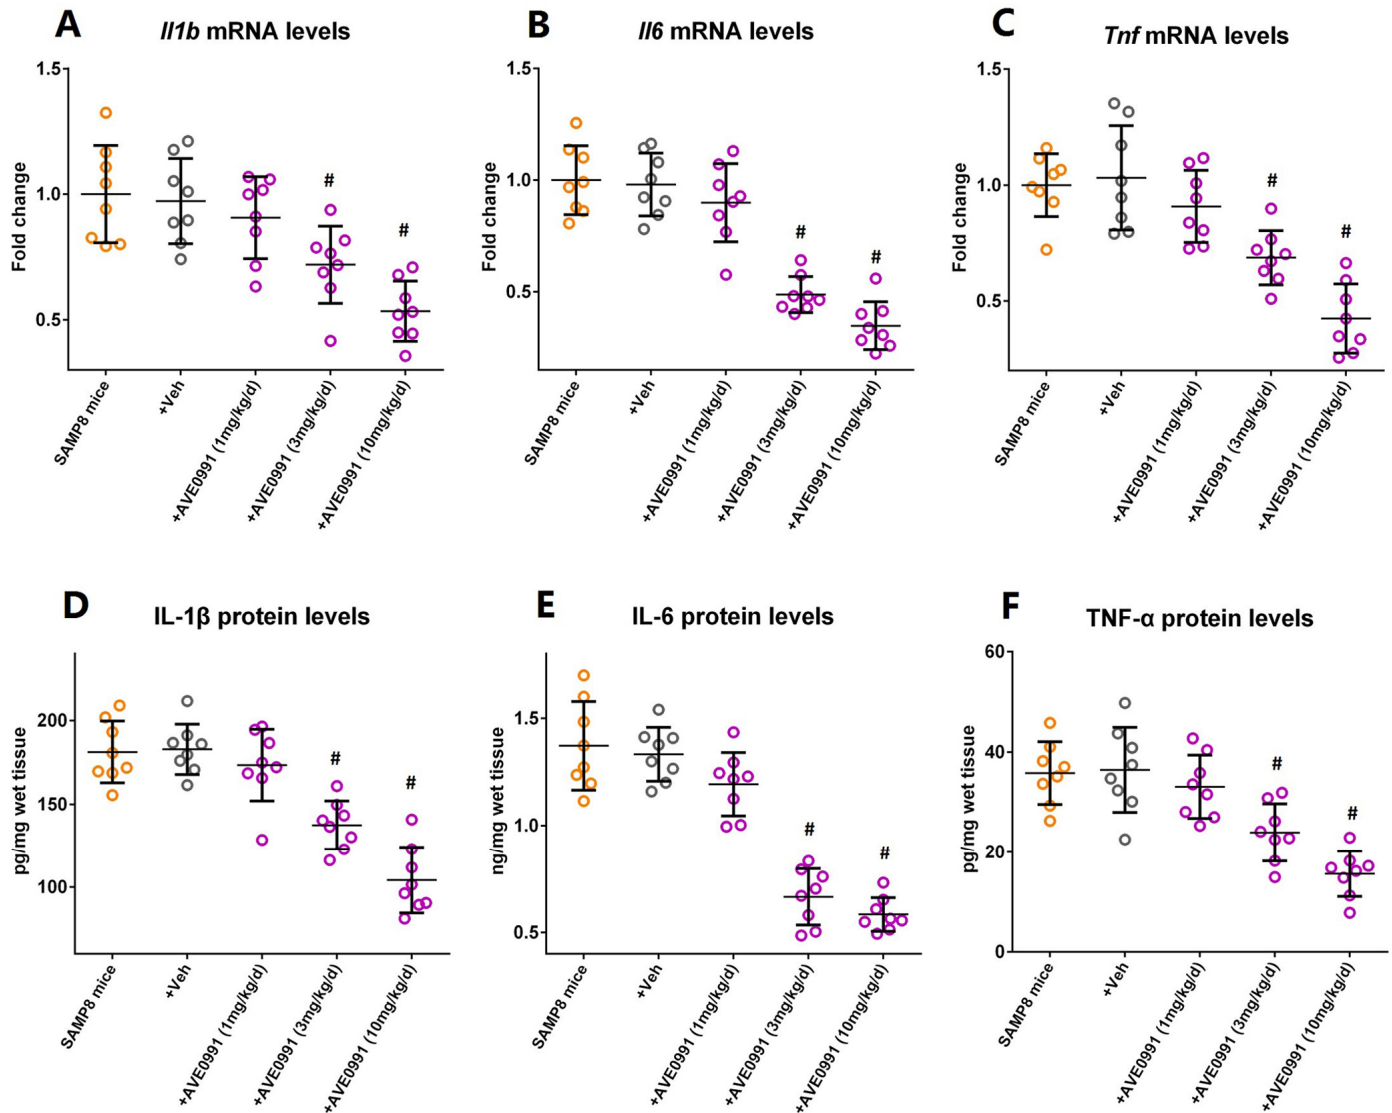 A
Il1b mRNA levels
Fold change
1.5
1.0
0.5
#
#
SAMP8 mice
+Veh
+AVE0991 (1mg/kg/d)
+AVE0991 (3mg/kg/d)
+AVE0991 (10mg/kg/d)
B
Il6 mRNA levels
Fold change
1.5
1.0
0.5
#
#
SAMP8 mice
+Veh
+AVE0991 (1mg/kg/d)
+AVE0991 (3mg/kg/d)
+AVE0991 (10mg/kg/d)
C
Tnf mRNA levels
Fold change
1.5
1.0
0.5
#
#
SAMP8 mice
+Veh
+AVE0991 (1mg/kg/d)
+AVE0991 (3mg/kg/d)
+AVE0991 (10mg/kg/d)
D
IL-1β protein levels
pg/mg wet tissue
200
150
100
#
#
SAMP8 mice
+Veh
+AVE0991 (1mg/kg/d)
+AVE0991 (3mg/kg/d)
+AVE0991 (10mg/kg/d)
E
IL-6 protein levels
ng/mg wet tissue
1.5
1.0
0.5
#
#
SAMP8 mice
+Veh
+AVE0991 (1mg/kg/d)
+AVE0991 (3mg/kg/d)
+AVE0991 (10mg/kg/d)
F
TNF-α protein levels
pg/mg wet tissue
60
40
20
0
#
#
SAMP8 mice
+Veh
+AVE0991 (1mg/kg/d)
+AVE0991 (3mg/kg/d)
+AVE0991 (10mg/kg/d)